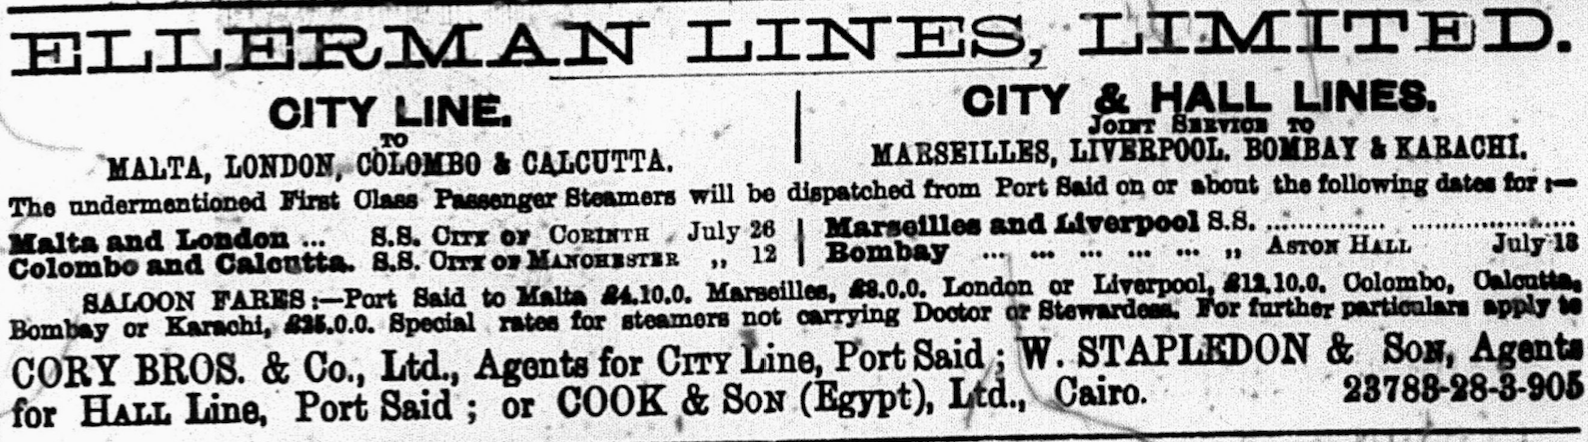 ELLERMAN LINES, LIMITED.
CITY LINE.
TO
MALTA, LONDON, COLOMBO & CALCUTTA.
CITY & HALL LINES.
JOINT SERVICE TO
MARSEILLES, LIVERPOOL. BOMBAY & KARACHI.
The undermentioned First Class Passenger Steamers will be dispatched from Port Said on or about the following dates for :—
Malta and London ... S.S. CITY OF CORINTH July 26
Colombo and Calcutta. S.S. CITY OF MANCHESTER ,, 12
Marseilles and Liverpool S.S. ............... .....................
Bombay ... ... ... ... ... ,, ASTON HALL July 18
SALOON FARES:—Port Said to Malta £4.10.0. Marseilles, £8.0.0. London or Liverpool, £12.10.0. Colombo, Calcutta,
Bombay or Karachi, £25.0.0. Special rates for steamers not carrying Doctor or Stewardess. For further particulars apply to
CORY BROS. & Co., Ltd., Agents for CITY Line, Port Said ; W. STAPLEDON & SON, Agents
for HALL Line, Port Said ; or COOK & SON (Egypt), Ltd., Cairo. 23788-28-3-905